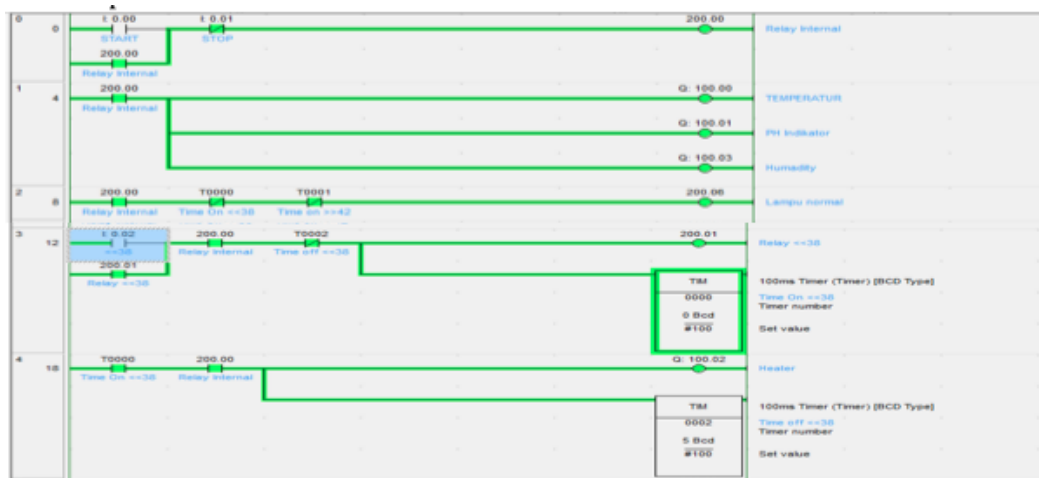 0 0 I: 0.00 I: 0.01 200.00 Relay Internal
START STOP
200.00
Relay Internal
1 4 200.00 Q: 100.00 TEMPERATUR
Relay Internal
Q: 100.01 PH Indikator
Q: 100.03 Humadity
2 8 200.00 T0000 T0001 200.06 Lampu normal
Relay Internal Time On <=38 Time on >=42
3 12 I: 0.02 200.00 T0002 200.01 Relay <=38
<=38 Relay Internal Time off <=38
200.01
Relay <=38
TIM 100ms Timer (Timer) [BCD Type]
0000 Time On <=38
Timer number
0 Bcd
#100 Set value
4 18 T0000 200.00 Q: 100.02 Heater
Time On <=38 Relay Internal
TIM 100ms Timer (Timer) [BCD Type]
0002 Time off <=38
Timer number
5 Bcd
#100 Set value